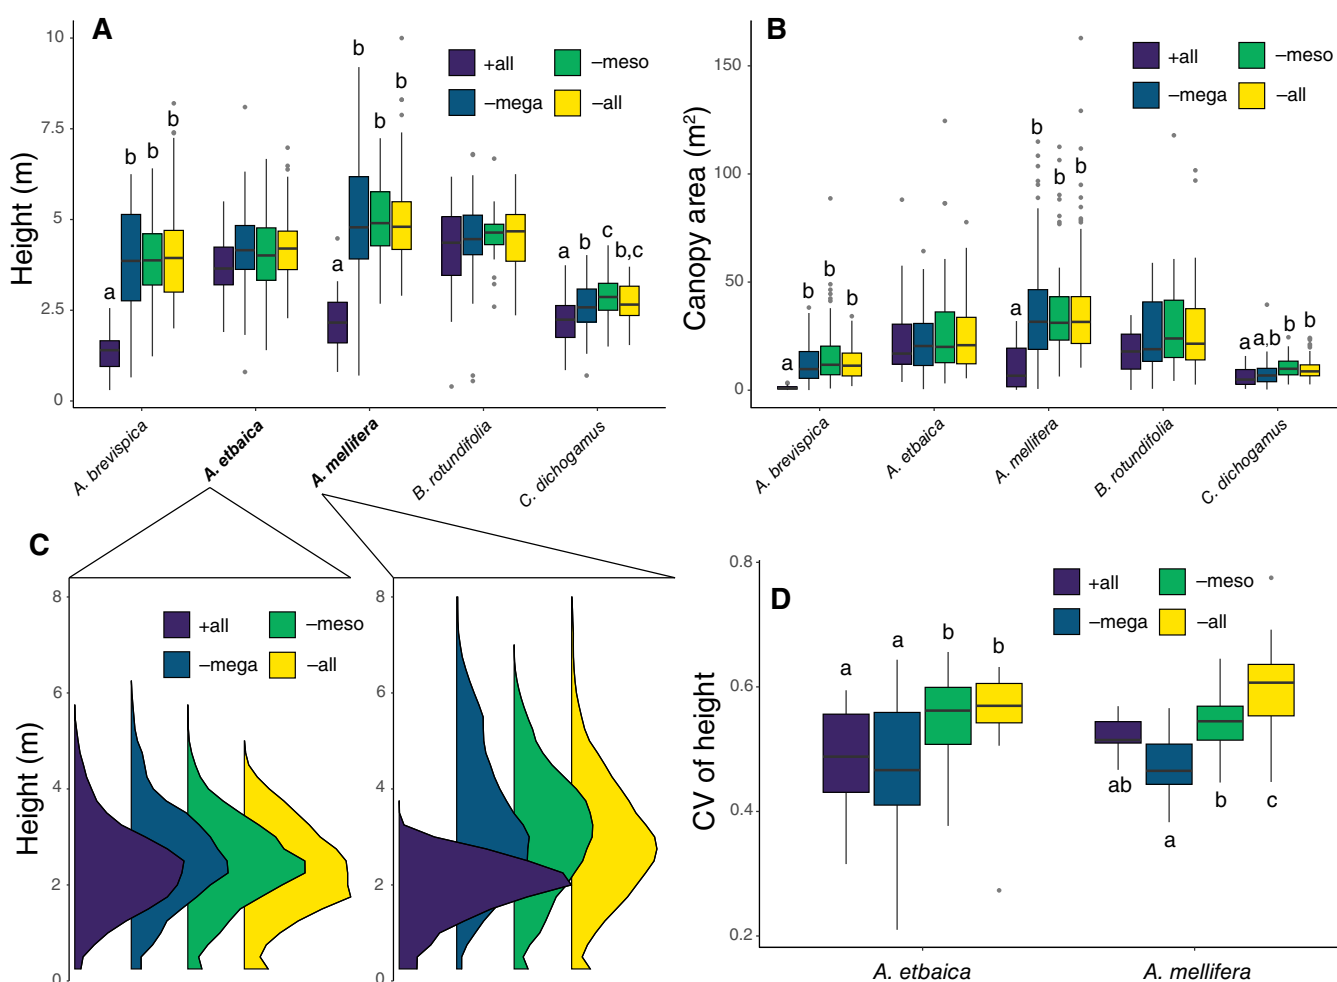 A
Height (m)
10
7.5
5
2.5
0
+all
–meso
–mega
–all
a
b
b
b
a
b
b
b
a
b
c
b,c
A. brevispica
A. etbaica
A. mellifera
B. rotundifolia
C. dichogamus
B
Canopy area (m²)
150
100
50
0
+all
–meso
–mega
–all
a
b
b
b
a
b
b
b
a
a,b
b
b
A. brevispica
A. etbaica
A. mellifera
B. rotundifolia
C. dichogamus
C
Height (m)
8
6
4
2
0
+all
–meso
–mega
–all
8
6
4
2
0
D
CV of height
0.8
0.6
0.4
0.2
+all
–meso
–mega
–all
a
a
b
b
ab
a
b
c
A. etbaica
A. mellifera